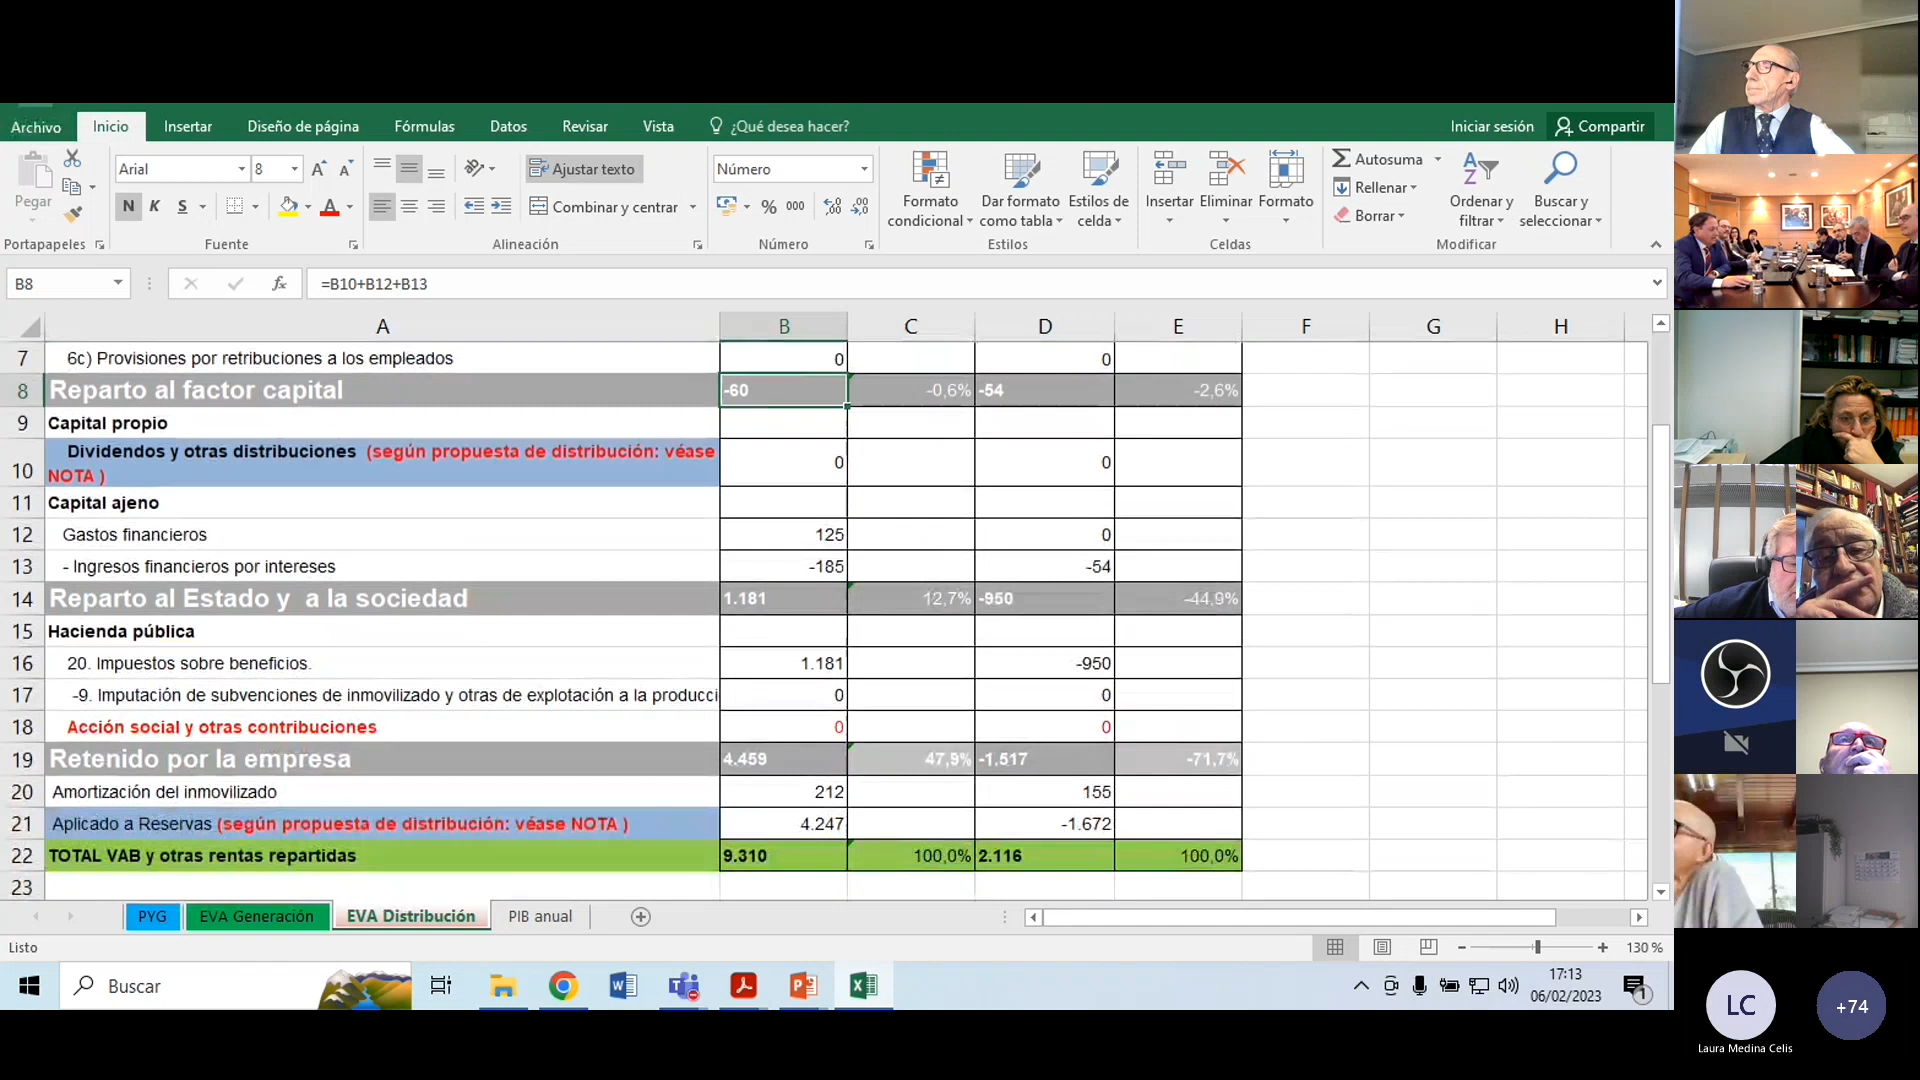 Archivo
Inicio
Insertar
Diseño de página
Fórmulas
Datos
Revisar
Vista
¿Qué desea hacer?
Iniciar sesión
Compartir
Pegar
Arial
8
N K S
Ajustar texto
Combinar y centrar
Número
% 000
Formato condicional
Dar formato como tabla
Estilos de celda
Insertar
Eliminar
Formato
Autosuma
Rellenar
Borrar
Ordenar y filtrar
Buscar y seleccionar
Portapapeles
Fuente
Alineación
Número
Estilos
Celdas
Modificar
B8
fx
=B10+B12+B13
A B C D E F G H
7 6c) Provisiones por retribuciones a los empleados 0 0
8 Reparto al factor capital -60 -0,6% -54 -2,6%
9 Capital propio
10 Dividendos y otras distribuciones (según propuesta de distribución: véase NOTA ) 0 0
11 Capital ajeno
12 Gastos financieros 125 0
13 - Ingresos financieros por intereses -185 -54
14 Reparto al Estado y a la sociedad 1.181 12,7% -950 -44,9%
15 Hacienda pública
16 20. Impuestos sobre beneficios. 1.181 -950
17 -9. Imputación de subvenciones de inmovilizado y otras de explotación a la producci 0 0
18 Acción social y otras contribuciones 0 0
19 Retenido por la empresa 4.459 47,9% -1.517 -71,7%
20 Amortización del inmovilizado 212 155
21 Aplicado a Reservas (según propuesta de distribución: véase NOTA ) 4.247 -1.672
22 TOTAL VAB y otras rentas repartidas 9.310 100,0% 2.116 100,0%
23
PYG
EVA Generación
EVA Distribución
PIB anual
Listo
130 %
Buscar
17:13
06/02/2023
1
LC
Laura Medina Celis
+74